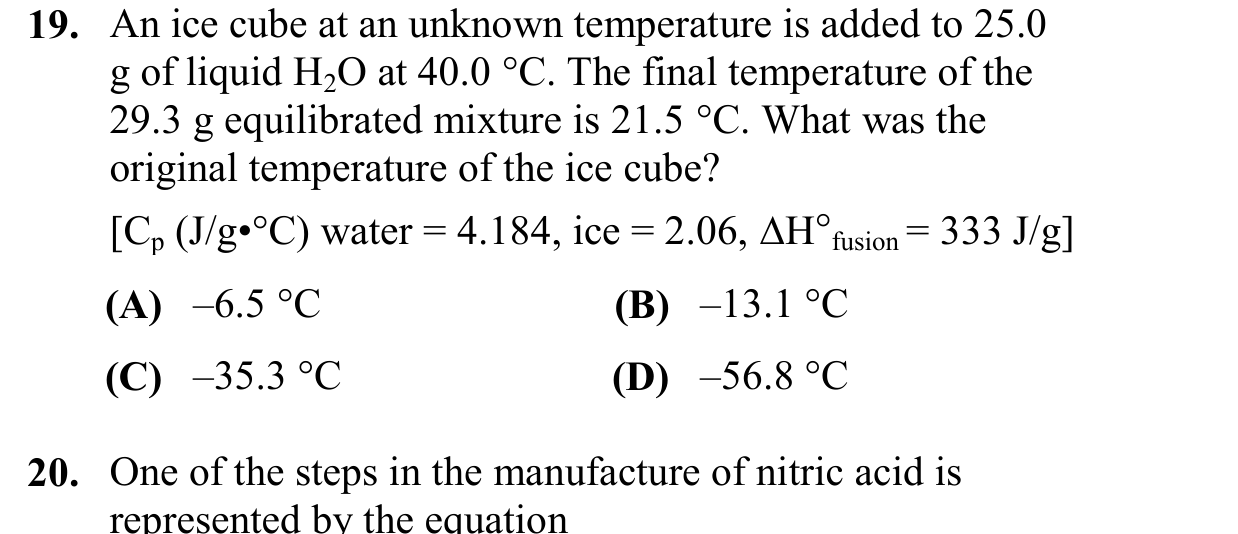 19. An ice cube at an unknown temperature is added to 25.0
g of liquid H₂O at 40.0 °C. The final temperature of the
29.3 g equilibrated mixture is 21.5 °C. What was the
original temperature of the ice cube?
[Cₚ (J/g•°C) water = 4.184, ice = 2.06, ΔH° fusion = 333 J/g]
(A) –6.5 °C (B) –13.1 °C
(C) –35.3 °C (D) –56.8 °C
20. One of the steps in the manufacture of nitric acid is
represented by the equation